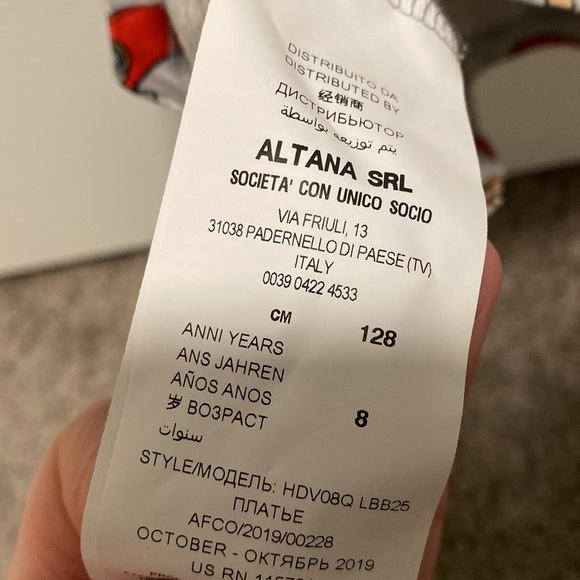 DISTRIBUITO DA
DISTRIBUTED BY
经销商
ДИСТРИБЬЮТОР
يتم توزيعه بواسطة
ALTANA SRL
SOCIETA' CON UNICO SOCIO
VIA FRIULI, 13
31038 PADERNELLO DI PAESE (TV)
ITALY
0039 0422 4533
CM 128
ANNI YEARS
ANS JAHREN
AÑOS ANOS
岁 ВОЗРАСТ 8
سنوات
STYLE/МОДЕЛЬ: HDV08Q LBB25
ПЛАТЬЕ
AFCO/2019/00228
OCTOBER - ОКТЯБРЬ 2019
US RN